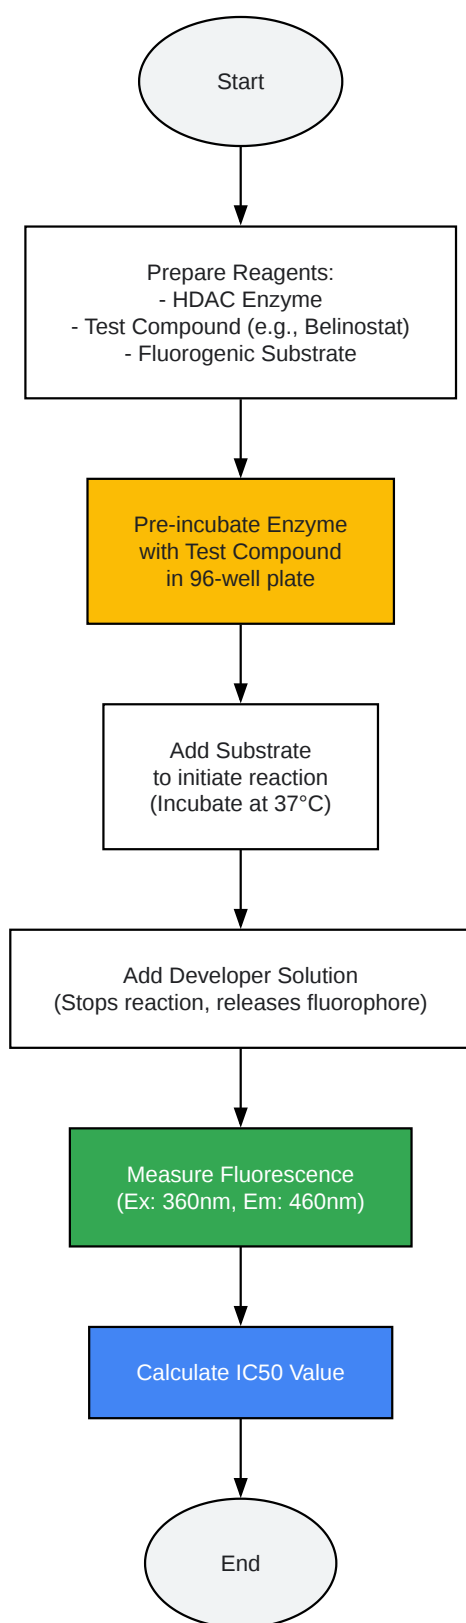 Start
Prepare Reagents:
- HDAC Enzyme
- Test Compound (e.g., Belinostat)
- Fluorogenic Substrate
Pre-incubate Enzyme
with Test Compound
in 96-well plate
Add Substrate
to initiate reaction
(Incubate at 37°C)
Add Developer Solution
(Stops reaction, releases fluorophore)
Measure Fluorescence
(Ex: 360nm, Em: 460nm)
Calculate IC50 Value
End